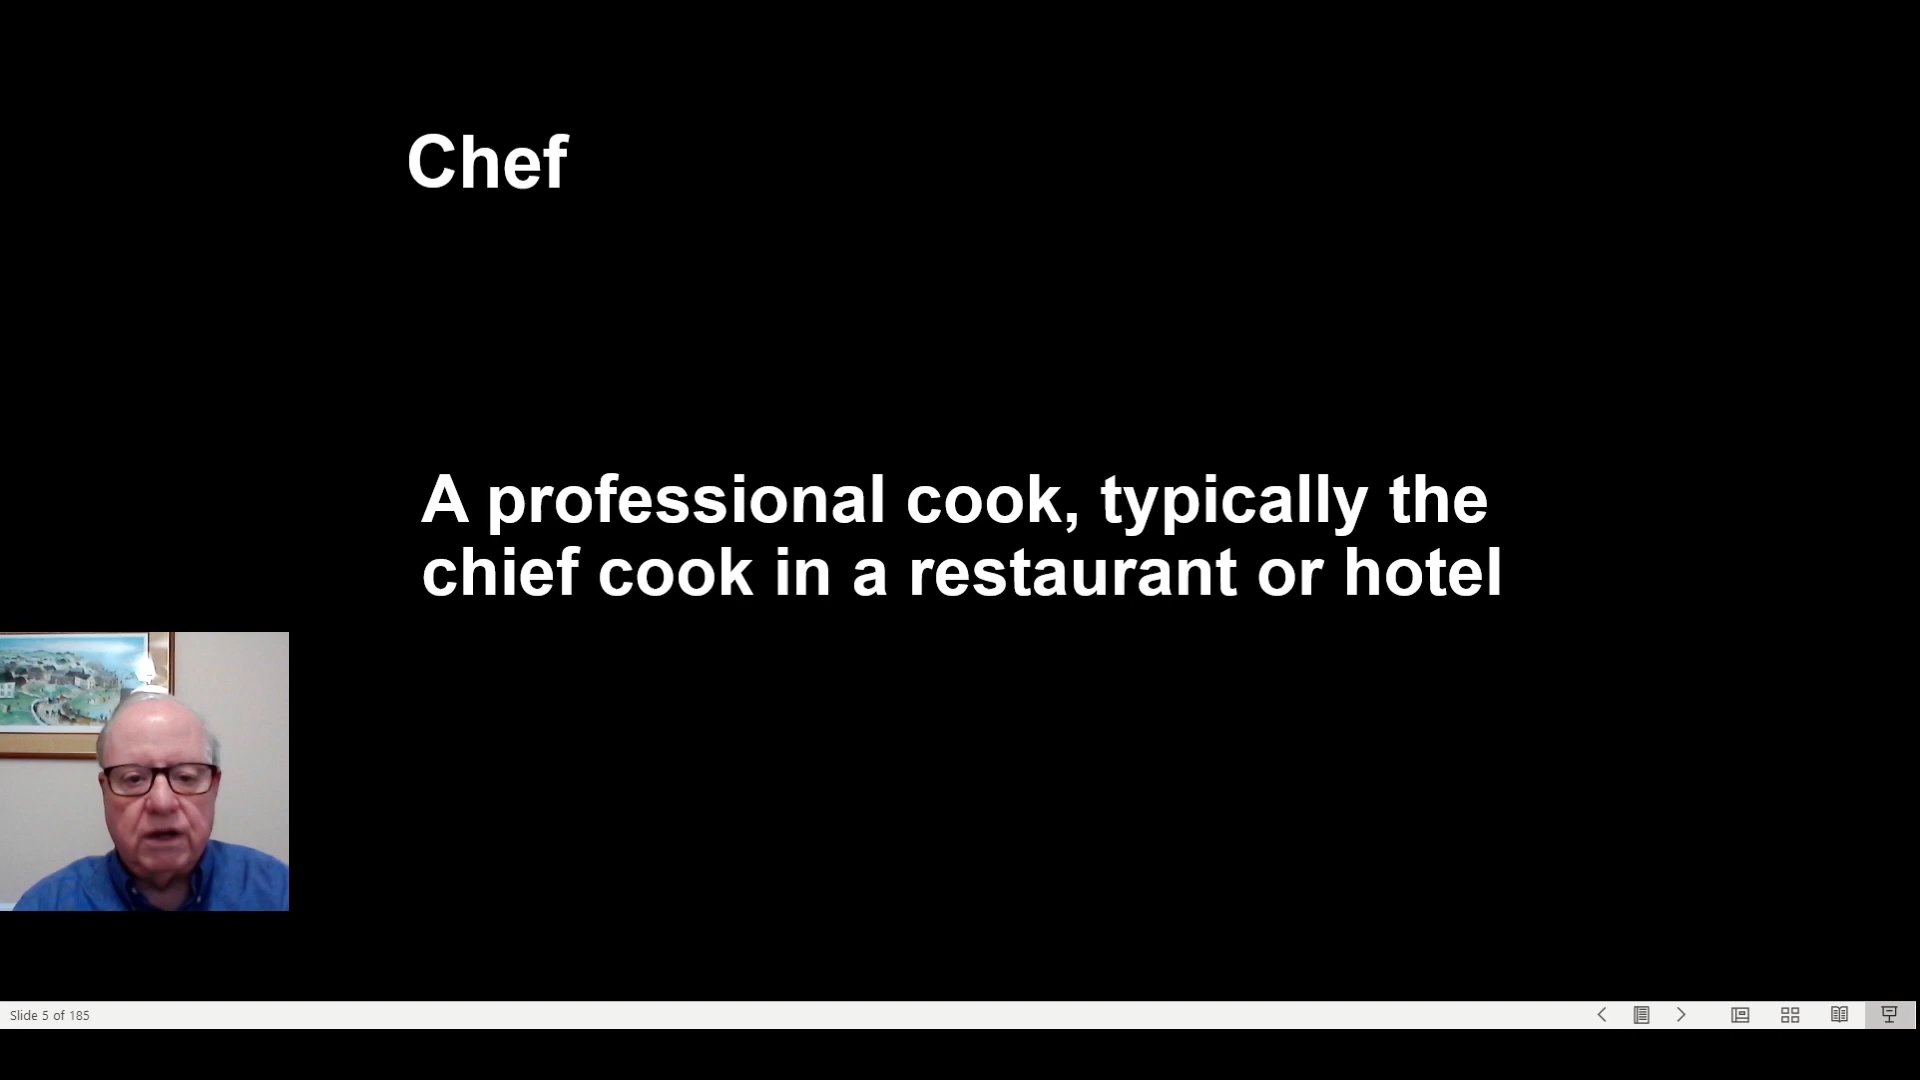 Chef
A professional cook, typically the
chief cook in a restaurant or hotel
Slide 5 of 185